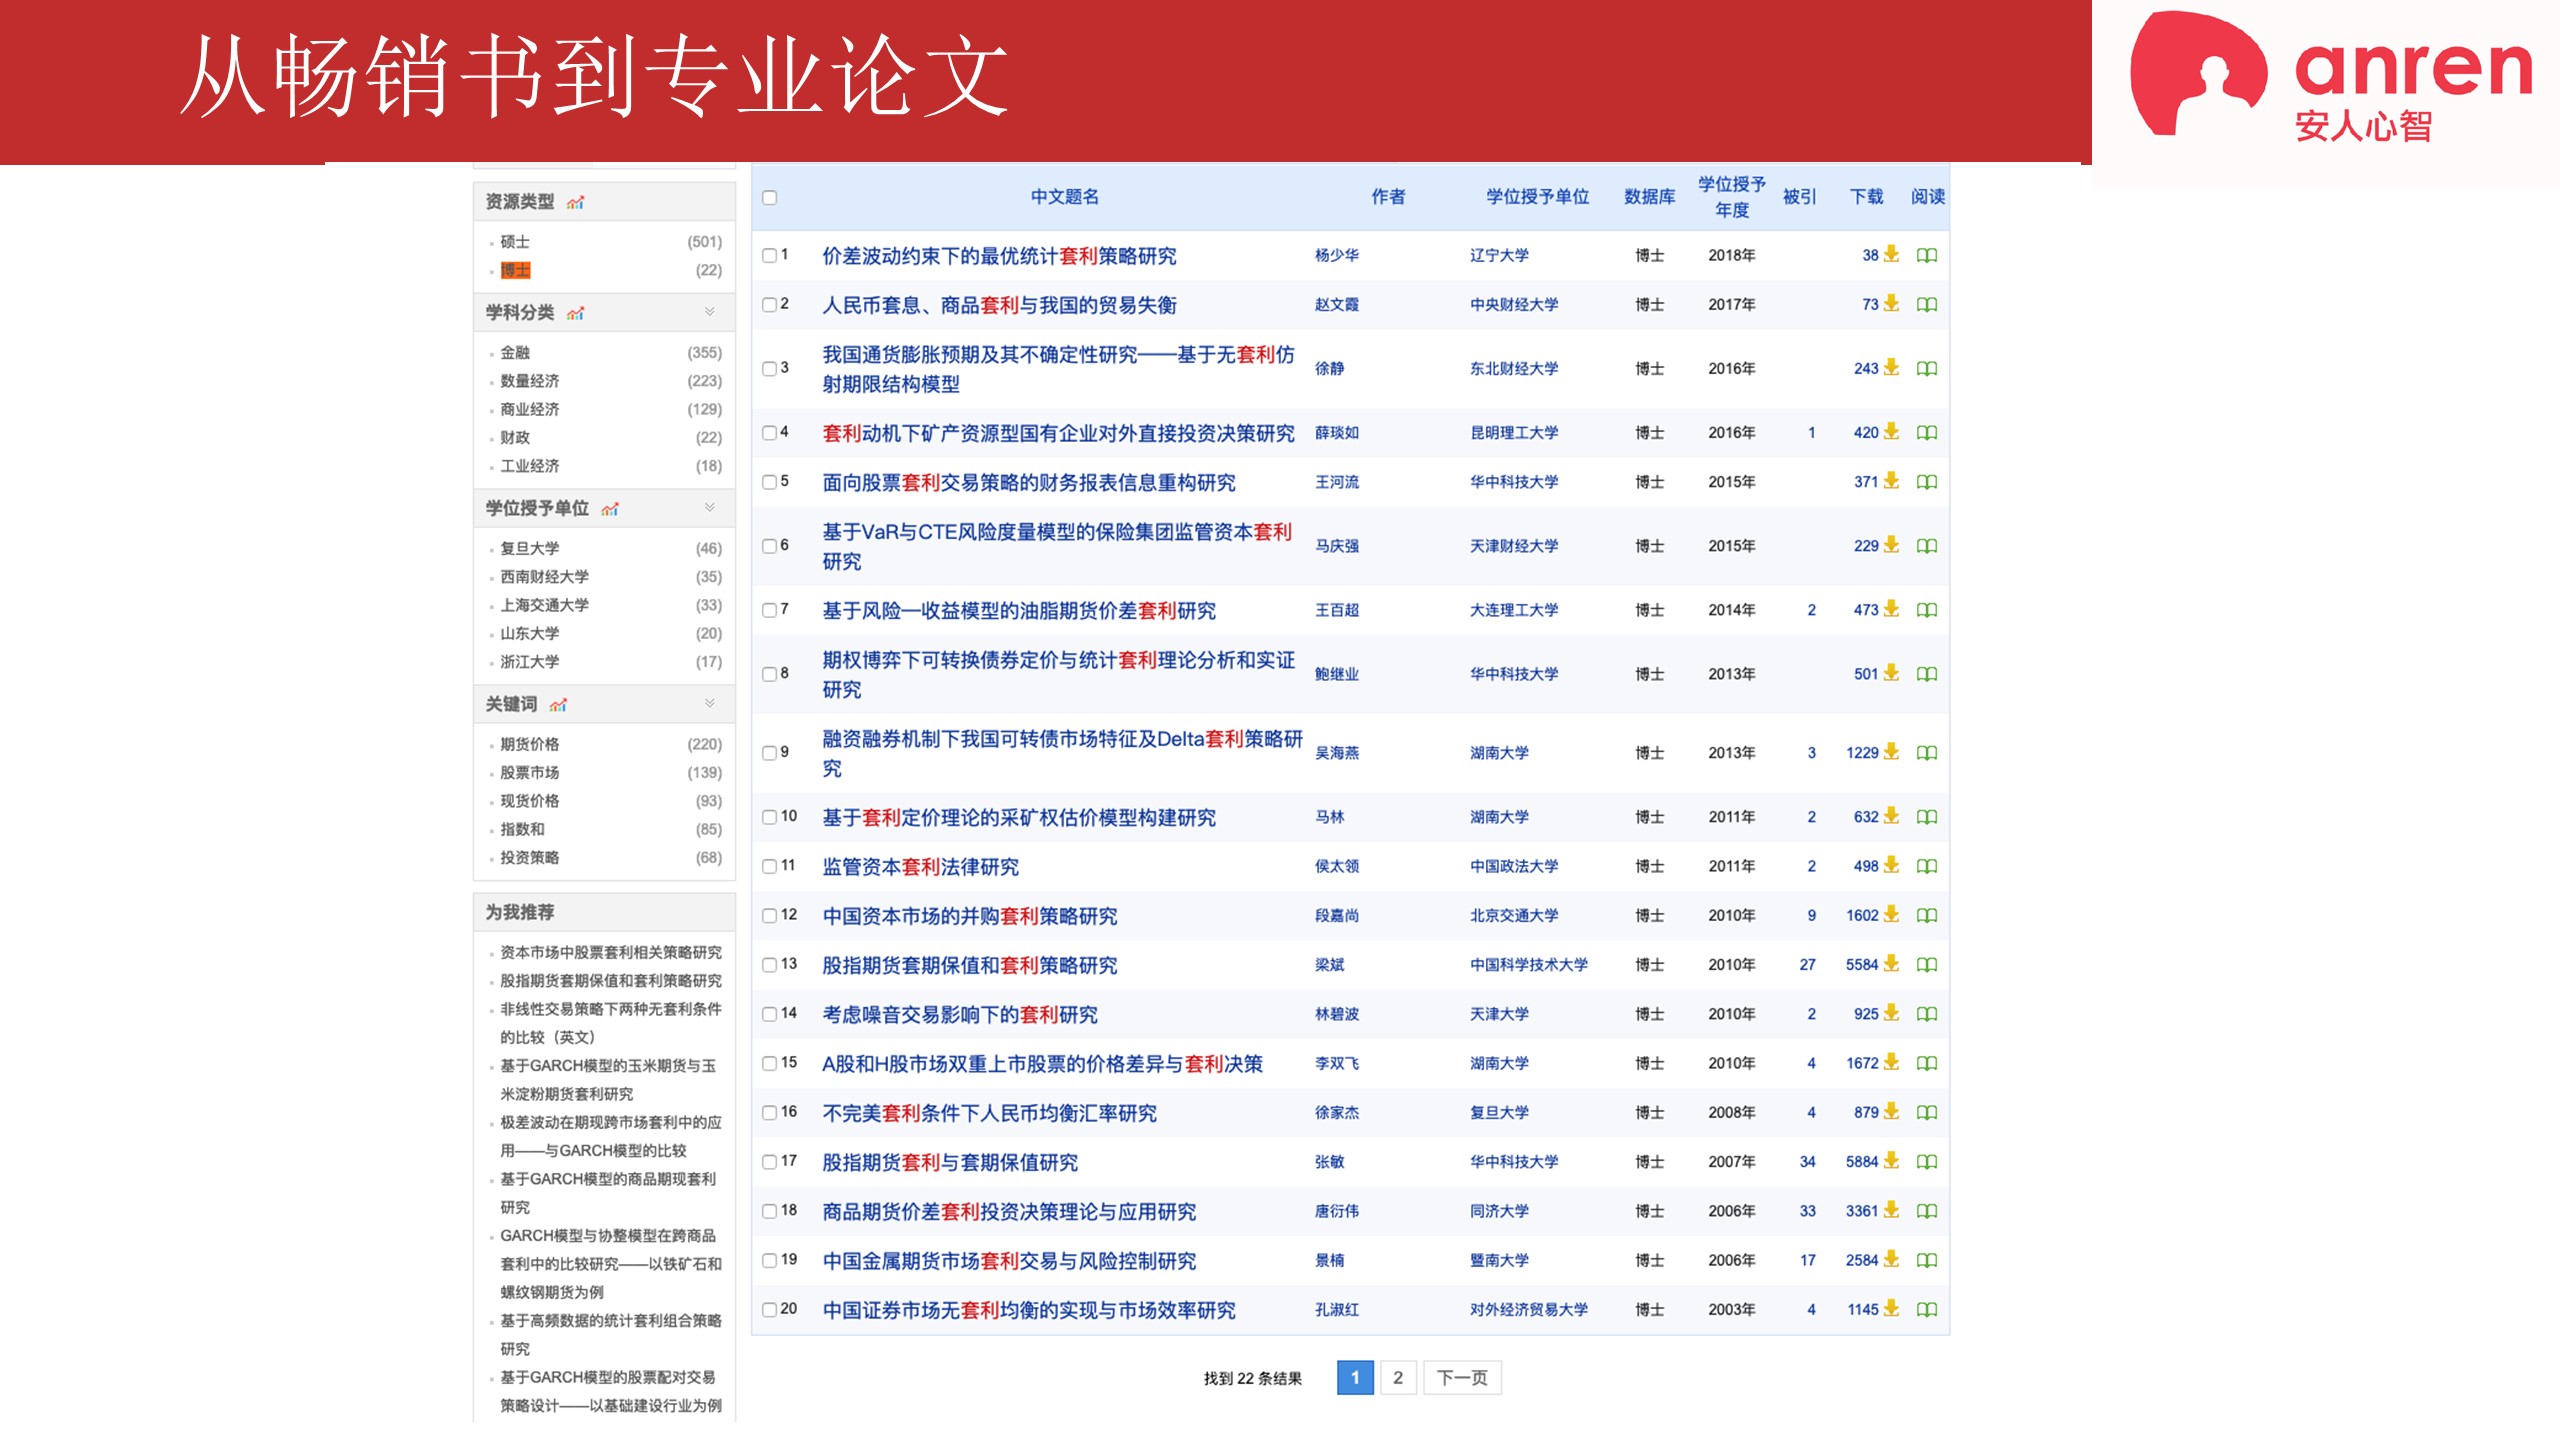 从畅销书到专业论文
anren
安人心智
资源类型
硕士 (501)
博士 (22)
学科分类
金融 (355)
数量经济 (223)
商业经济 (129)
财政 (22)
工业经济 (18)
学位授予单位
复旦大学 (46)
西南财经大学 (35)
上海交通大学 (33)
山东大学 (20)
浙江大学 (17)
关键词
期货价格 (220)
股票市场 (139)
现货价格 (93)
指数和 (85)
投资策略 (68)
为我推荐
资本市场中股票套利相关策略研究
股指期货套期保值和套利策略研究
非线性交易策略下两种无套利条件
的比较（英文）
基于GARCH模型的玉米期货与玉
米淀粉期货套利研究
极差波动在期现跨市场套利中的应
用——与GARCH模型的比较
基于GARCH模型的商品期现套利
研究
GARCH模型与协整模型在跨商品
套利中的比较研究——以铁矿石和
螺纹钢期货为例
基于高频数据的统计套利组合策略
研究
基于GARCH模型的股票配对交易
策略设计——以基础建设行业为例
中文题名 作者 学位授予单位 数据库 学位授予 被引 下载 阅读
年度
1 价差波动约束下的最优统计套利策略研究 杨少华 辽宁大学 博士 2018年 38
2 人民币套息、商品套利与我国的贸易失衡 赵文霞 中央财经大学 博士 2017年 73
3 我国通货膨胀预期及其不确定性研究——基于无套利仿 徐静 东北财经大学 博士 2016年 243
射期限结构模型
4 套利动机下矿产资源型国有企业对外直接投资决策研究 薛琰如 昆明理工大学 博士 2016年 1 420
5 面向股票套利交易策略的财务报表信息重构研究 王河流 华中科技大学 博士 2015年 371
6 基于VaR与CTE风险度量模型的保险集团监管资本套利 马庆强 天津财经大学 博士 2015年 229
研究
7 基于风险—收益模型的油脂期货价差套利研究 王百超 大连理工大学 博士 2014年 2 473
8 期权博弈下可转换债券定价与统计套利理论分析和实证 鲍继业 华中科技大学 博士 2013年 501
研究
9 融资融券机制下我国可转债市场特征及Delta套利策略研 吴海燕 湖南大学 博士 2013年 3 1229
究
10 基于套利定价理论的采矿权估价模型构建研究 马林 湖南大学 博士 2011年 2 632
11 监管资本套利法律研究 侯太领 中国政法大学 博士 2011年 2 498
12 中国资本市场的并购套利策略研究 段嘉尚 北京交通大学 博士 2010年 9 1602
13 股指期货套期保值和套利策略研究 梁斌 中国科学技术大学 博士 2010年 27 5584
14 考虑噪音交易影响下的套利研究 林碧波 天津大学 博士 2010年 2 925
15 A股和H股市场双重上市股票的价格差异与套利决策 李双飞 湖南大学 博士 2010年 4 1672
16 不完美套利条件下人民币均衡汇率研究 徐家杰 复旦大学 博士 2008年 4 879
17 股指期货套利与套期保值研究 张敏 华中科技大学 博士 2007年 34 5884
18 商品期货价差套利投资决策理论与应用研究 唐衍伟 同济大学 博士 2006年 33 3361
19 中国金属期货市场套利交易与风险控制研究 景楠 暨南大学 博士 2006年 17 2584
20 中国证券市场无套利均衡的实现与市场效率研究 孔淑红 对外经济贸易大学 博士 2003年 4 1145
找到 22 条结果 1 2 下一页